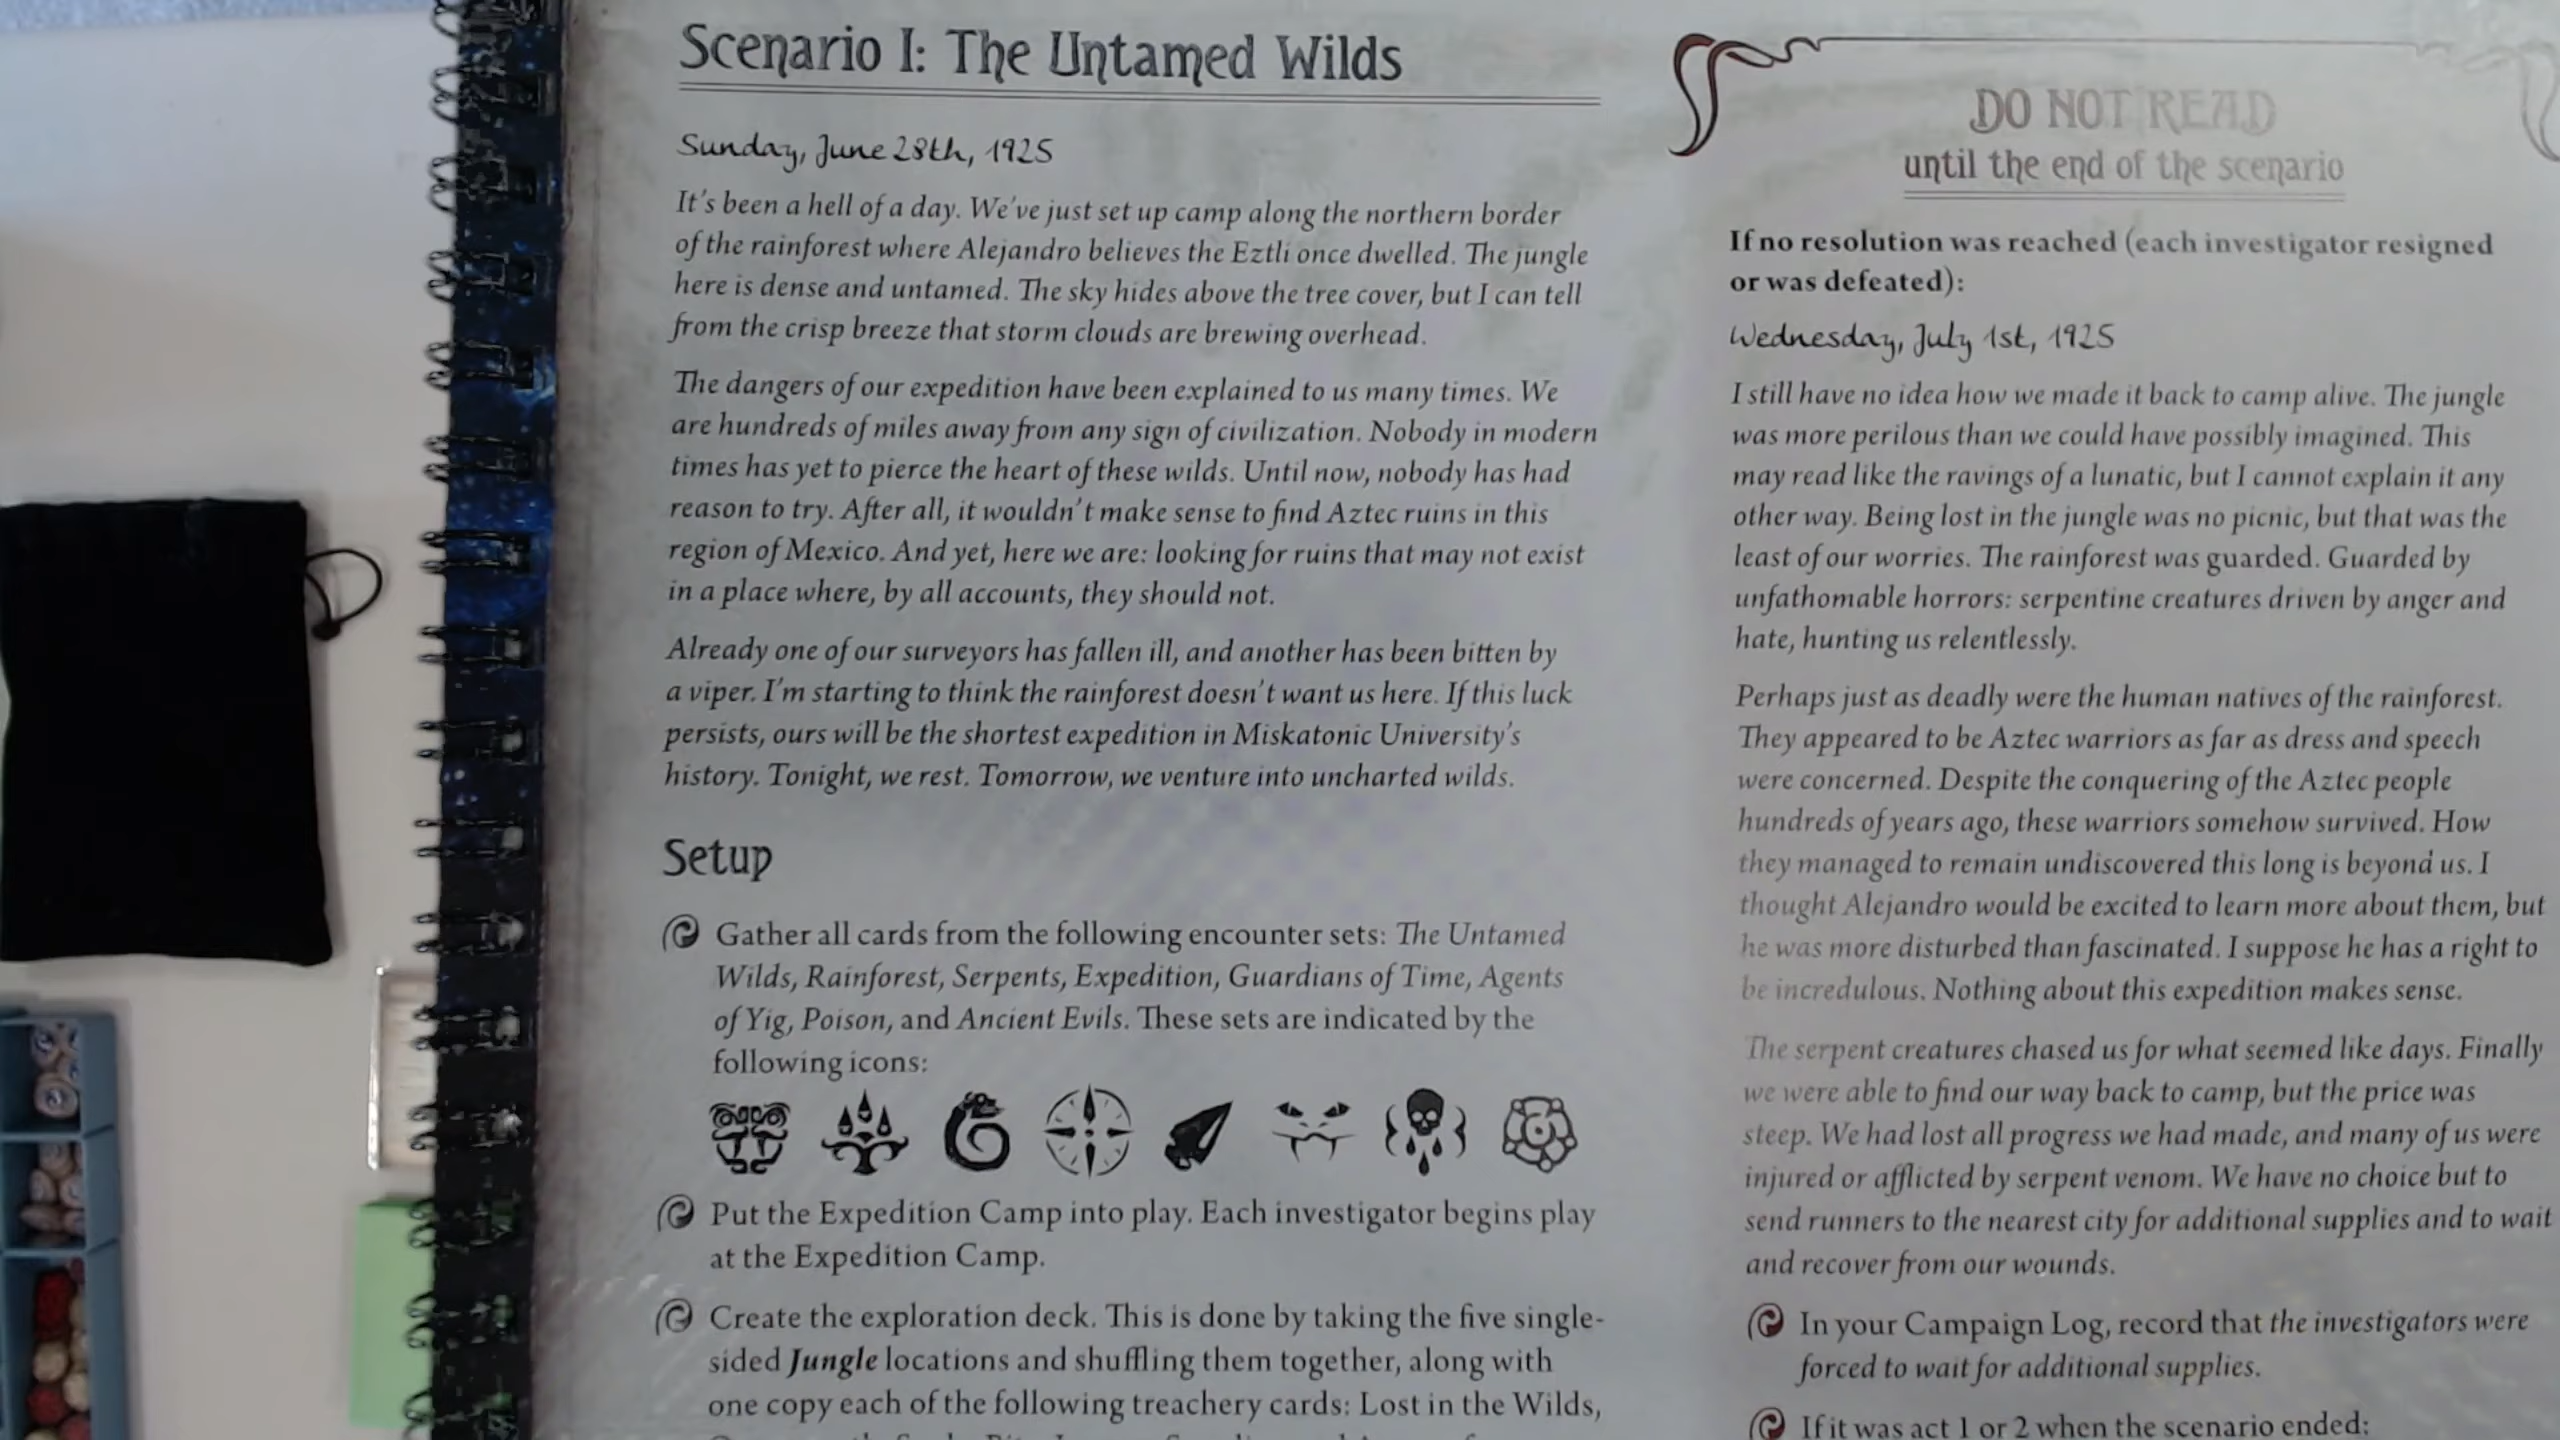 Scenario I: The Untamed Wilds
Sunday, June 28th, 1925
It's been a hell of a day. We've just set up camp along the northern border
of the rainforest where Alejandro believes the Eztli once dwelled. The jungle
here is dense and untamed. The sky hides above the tree cover, but I can tell
from the crisp breeze that storm clouds are brewing overhead.
The dangers of our expedition have been explained to us many times. We
are hundreds of miles away from any sign of civilization. Nobody in modern
times has yet to pierce the heart of these wilds. Until now, nobody has had
reason to try. After all, it wouldn't make sense to find Aztec ruins in this
region of Mexico. And yet, here we are: looking for ruins that may not exist
in a place where, by all accounts, they should not.
Already one of our surveyors has fallen ill, and another has been bitten by
a viper. I'm starting to think the rainforest doesn't want us here. If this luck
persists, ours will be the shortest expedition in Miskatonic University's
history. Tonight, we rest. Tomorrow, we venture into uncharted wilds.
Setup
Gather all cards from the following encounter sets: The Untamed
Wilds, Rainforest, Serpents, Expedition, Guardians of Time, Agents
of Yig, Poison, and Ancient Evils. These sets are indicated by the
following icons:
Put the Expedition Camp into play. Each investigator begins play
at the Expedition Camp.
Create the exploration deck. This is done by taking the five single-
sided Jungle locations and shuffling them together, along with
one copy each of the following treachery cards: Lost in the Wilds,
DO NOT READ
until the end of the scenario
If no resolution was reached (each investigator resigned
or was defeated):
Wednesday, July 1st, 1925
I still have no idea how we made it back to camp alive. The jungle
was more perilous than we could have possibly imagined. This
may read like the ravings of a lunatic, but I cannot explain it any
other way. Being lost in the jungle was no picnic, but that was the
least of our worries. The rainforest was guarded. Guarded by
unfathomable horrors: serpentine creatures driven by anger and
hate, hunting us relentlessly.
Perhaps just as deadly were the human natives of the rainforest.
They appeared to be Aztec warriors as far as dress and speech
were concerned. Despite the conquering of the Aztec people
hundreds of years ago, these warriors somehow survived. How
they managed to remain undiscovered this long is beyond us. I
thought Alejandro would be excited to learn more about them, but
he was more disturbed than fascinated. I suppose he has a right to
be incredulous. Nothing about this expedition makes sense.
The serpent creatures chased us for what seemed like days. Finally
we were able to find our way back to camp, but the price was
steep. We had lost all progress we had made, and many of us were
injured or afflicted by serpent venom. We have no choice but to
send runners to the nearest city for additional supplies and to wait
and recover from our wounds.
In your Campaign Log, record that the investigators were
forced to wait for additional supplies.
If it was act 1 or 2 when the scenario ended: